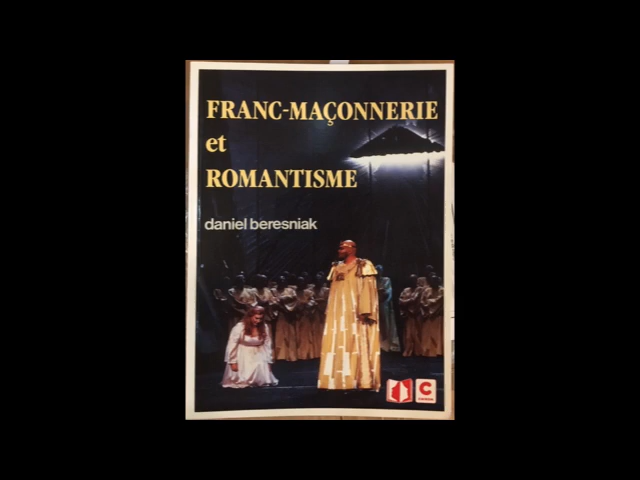 FRANC-MAÇONNERIE
et
ROMANTISME
daniel beresniak
C